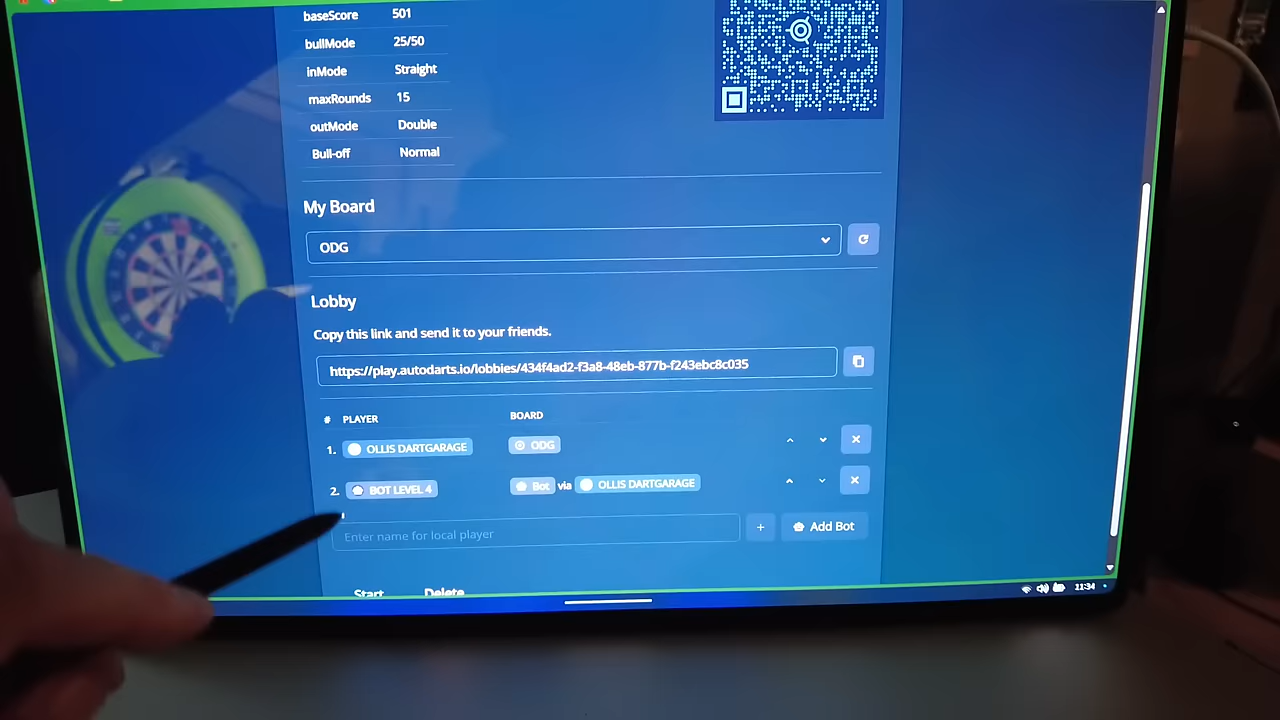 baseScore 501
bullMode 25/50
inMode Straight
maxRounds 15
outMode Double
Bull-off Normal
My Board
ODG
Lobby
Copy this link and send it to your friends.
https://play.autodarts.io/lobbies/434f4ad2-f3a8-48eb-877b-f243ebc8c035
# PLAYER BOARD
1. OLLIS DARTGARAGE ODG
2. BOT LEVEL 4 Bot via OLLIS DARTGARAGE
Enter name for local player + Add Bot
Start Delete
11:34